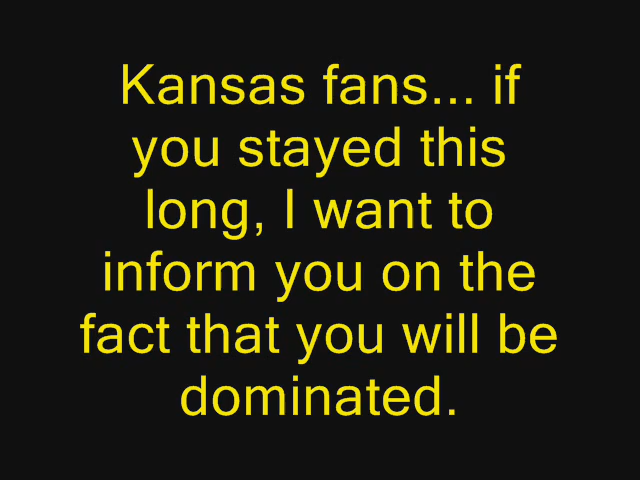 Kansas fans... if
you stayed this
long, I want to
inform you on the
fact that you will be
dominated.